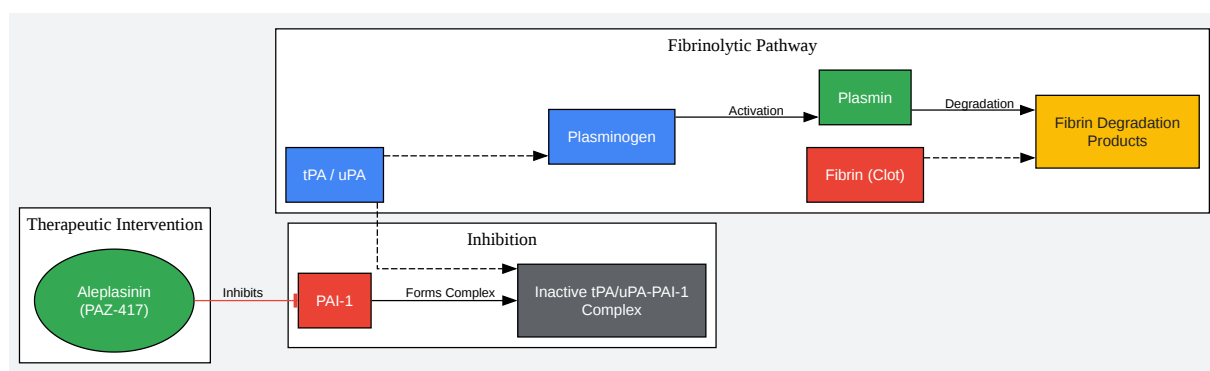 Fibrinolytic Pathway
Plasmin
Activation
Degradation
Plasminogen
Fibrin Degradation
Products
tPA / uPA
Fibrin (Clot)
Therapeutic Intervention
Inhibition
Aleplasinin
(PAZ-417)
Inhibits
PAI-1
Forms Complex
Inactive tPA/uPA-PAI-1
Complex